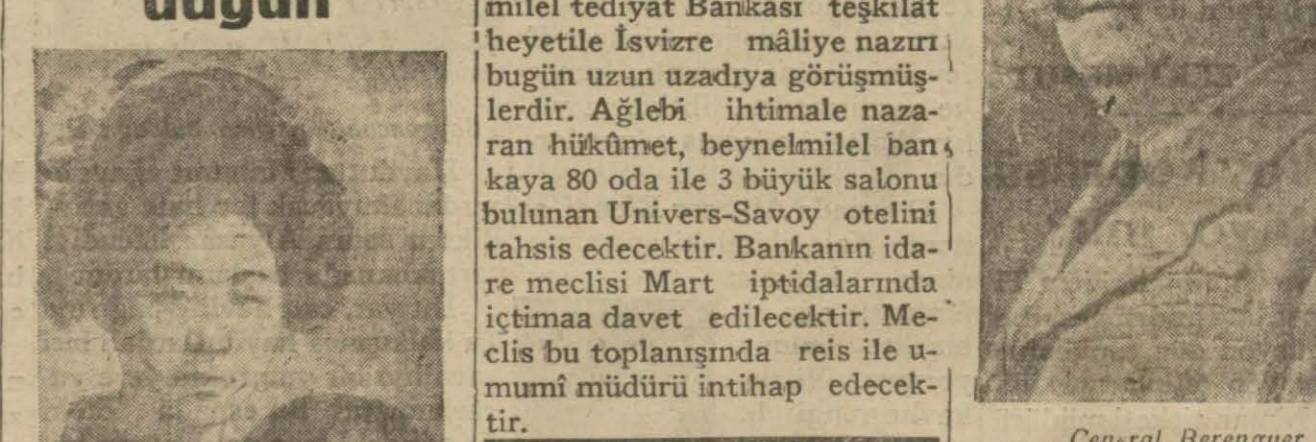 düğün
milel tediyat Bankası teşkilât
heyetile İsvizre mâliye nazırı
bugün uzun uzadıya görüşmüş-
lerdir. Ağlebi ihtimale naza-
ran hükûmet, beynelmilel ban
kaya 80 oda ile 3 büyük salonu
bulunan Univers-Savoy otelini
tahsis edecektir. Bankanın ida-
re meclisi Mart iptidalarında
içtimaa davet edilecektir. Me-
clis bu toplanışında reis ile u-
mumî müdürü intihap edecek-
tir.
General Berenguer